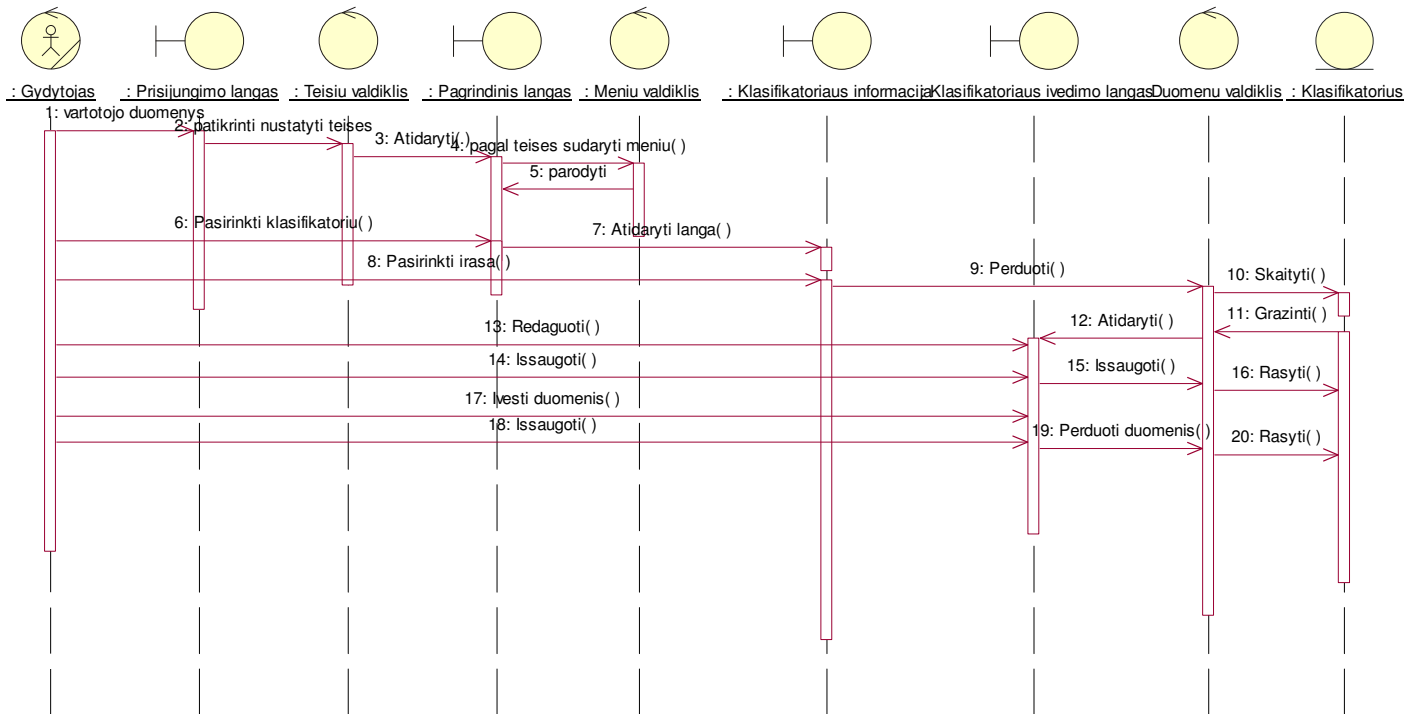 : Gydytojas
: Prisijungimo langas
: Teisiu valdiklis
: Pagrindinis langas
: Meniu valdiklis
: Klasifikatoriaus informacija
: Klasifikatoriaus ivedimo langas
: Duomenu valdiklis
: Klasifikatorius
1: vartotojo duomenys
2: patikrinti nustatyti teises
3: Atidaryti( )
4: pagal teises sudaryti meniu( )
5: parodyti
6: Pasirinkti klasifikatoriu( )
7: Atidaryti langa( )
8: Pasirinkti irasa( )
9: Perduoti( )
10: Skaityti( )
11: Grazinti( )
12: Atidaryti( )
13: Redaguoti( )
14: Issaugoti( )
15: Issaugoti( )
16: Rasyti( )
17: Ivesti duomenis( )
18: Issaugoti( )
19: Perduoti duomenis( )
20: Rasyti( )